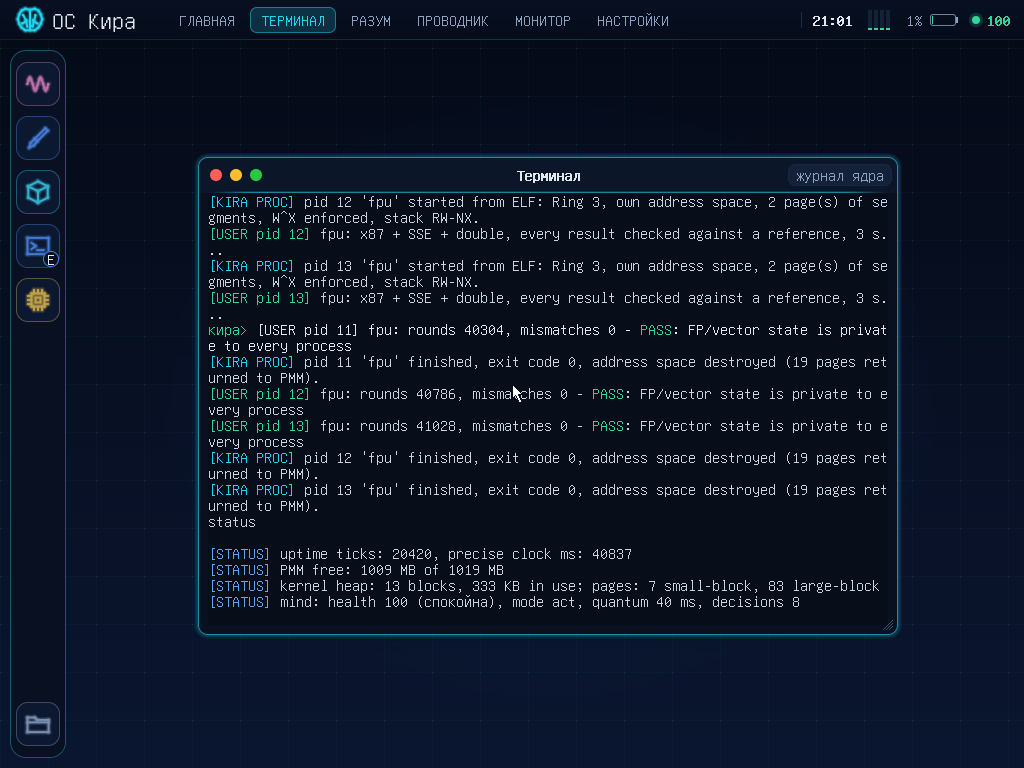 ОС Кира
ГЛАВНАЯ
ТЕРМИНАЛ
РАЗУМ
ПРОВОДНИК
МОНИТОР
НАСТРОЙКИ
21:01
1%
100
E
Терминал
журнал ядра
[KIRA PROC] pid 12 'fpu' started from ELF: Ring 3, own address space, 2 page(s) of se
gments, W^X enforced, stack RW-NX.
[USER pid 12] fpu: x87 + SSE + double, every result checked against a reference, 3 s.
..
[KIRA PROC] pid 13 'fpu' started from ELF: Ring 3, own address space, 2 page(s) of se
gments, W^X enforced, stack RW-NX.
[USER pid 13] fpu: x87 + SSE + double, every result checked against a reference, 3 s.
..
кира> [USER pid 11] fpu: rounds 40304, mismatches 0 - PASS: FP/vector state is privat
e to every process
[KIRA PROC] pid 11 'fpu' finished, exit code 0, address space destroyed (19 pages ret
urned to PMM).
[USER pid 12] fpu: rounds 40786, mismatches 0 - PASS: FP/vector state is private to e
very process
[USER pid 13] fpu: rounds 41028, mismatches 0 - PASS: FP/vector state is private to e
very process
[KIRA PROC] pid 12 'fpu' finished, exit code 0, address space destroyed (19 pages ret
urned to PMM).
[KIRA PROC] pid 13 'fpu' finished, exit code 0, address space destroyed (19 pages ret
urned to PMM).
status
[STATUS] uptime ticks: 20420, precise clock ms: 40837
[STATUS] PMM free: 1009 MB of 1019 MB
[STATUS] kernel heap: 13 blocks, 333 KB in use; pages: 7 small-block, 83 large-block
[STATUS] mind: health 100 (спокойна), mode act, quantum 40 ms, decisions 8